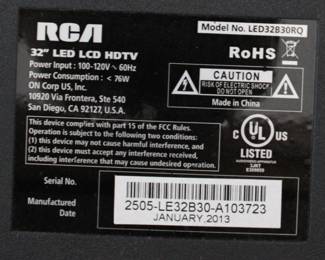 RCA
Model No.: LED32B30RQ
32" LED LCD HDTV
Power Input : 100-120V~ 60Hz
Power Consumption : < 76W
ON Corp US, Inc.
10920 Via Frontera, Ste 540
San Diego, CA 92127, U.S.A.
RoHS
CAUTION
RISK OF ELECTRIC SHOCK
DO NOT OPEN
Made in China
This device complies with part 15 of the FCC Rules.
Operation is subject to the following two conditions:
(1) this device may not cause harmful interference, and
(2) this device must accept any interference received,
including interference that may cause undesired operation.
C UL US
LISTED
Serial No.
Manufactured
Date
2505-LE32B30-A103723
JANUARY.2013